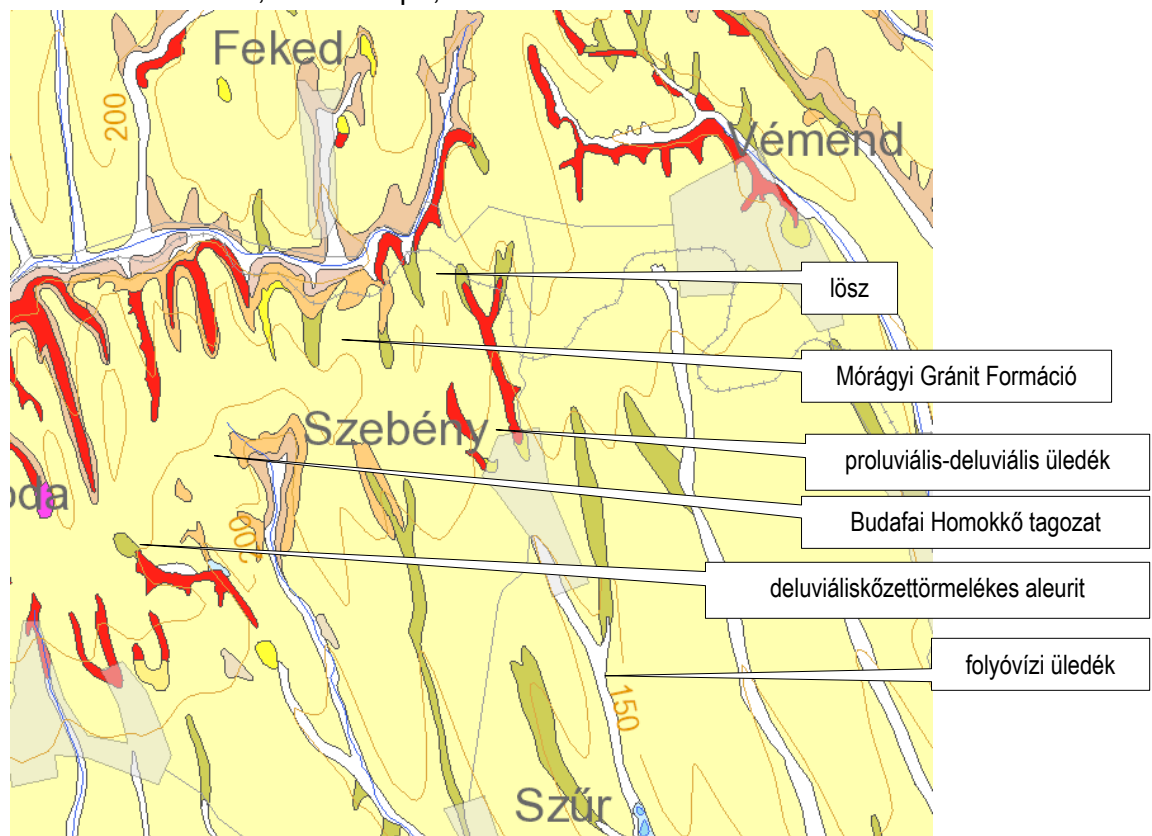 Feked
200
Véménd
lösz
Mórágyi Gránit Formáció
Szebény
proluviális-deluviális üledék
oda
Budafai Homokkő tagozat
200
deluviáliskőzettörmelékes aleurit
folyóvízi üledék
150
Szűr